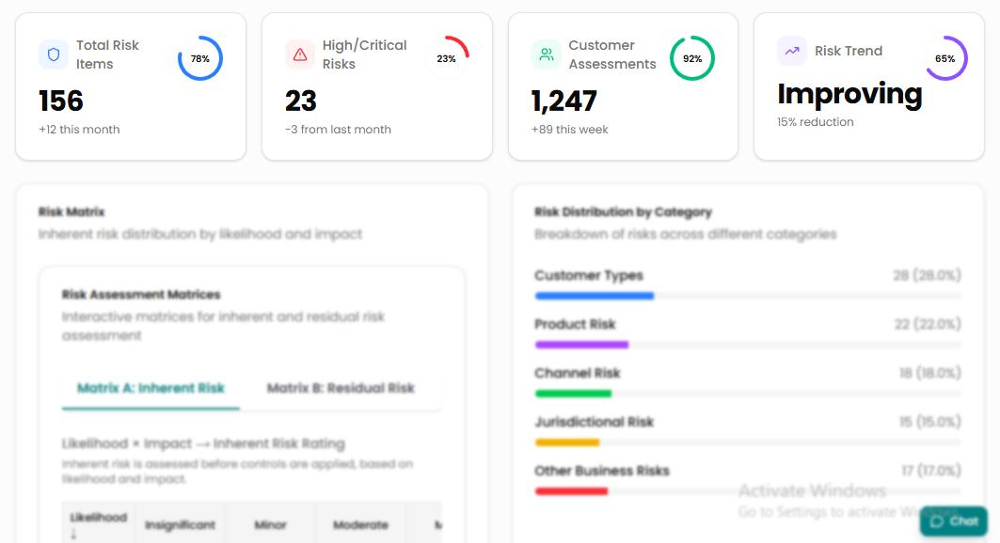 Total Risk
Items
78%
156
+12 this month
High/Critical
Risks
23%
23
-3 from last month
Customer
Assessments
92%
1,247
+89 this week
Risk Trend
65%
Improving
15% reduction
Risk Matrix
Inherent risk distribution by likelihood and impact
Risk Assessment Matrices
Interactive matrices for inherent and residual risk
assessment
Matrix A: Inherent Risk
Matrix B: Residual Risk
Likelihood × Impact → Inherent Risk Rating
Inherent risk is assessed before controls are applied, based on
likelihood and impact.
Likelihood
↓
Insignificant
Minor
Moderate
Risk Distribution by Category
Breakdown of risks across different categories
Customer Types
28 (28.0%)
Product Risk
22 (22.0%)
Channel Risk
18 (18.0%)
Jurisdictional Risk
15 (15.0%)
Other Business Risks
17 (17.0%)
Activate Windows
Go to Settings to activate
Chat